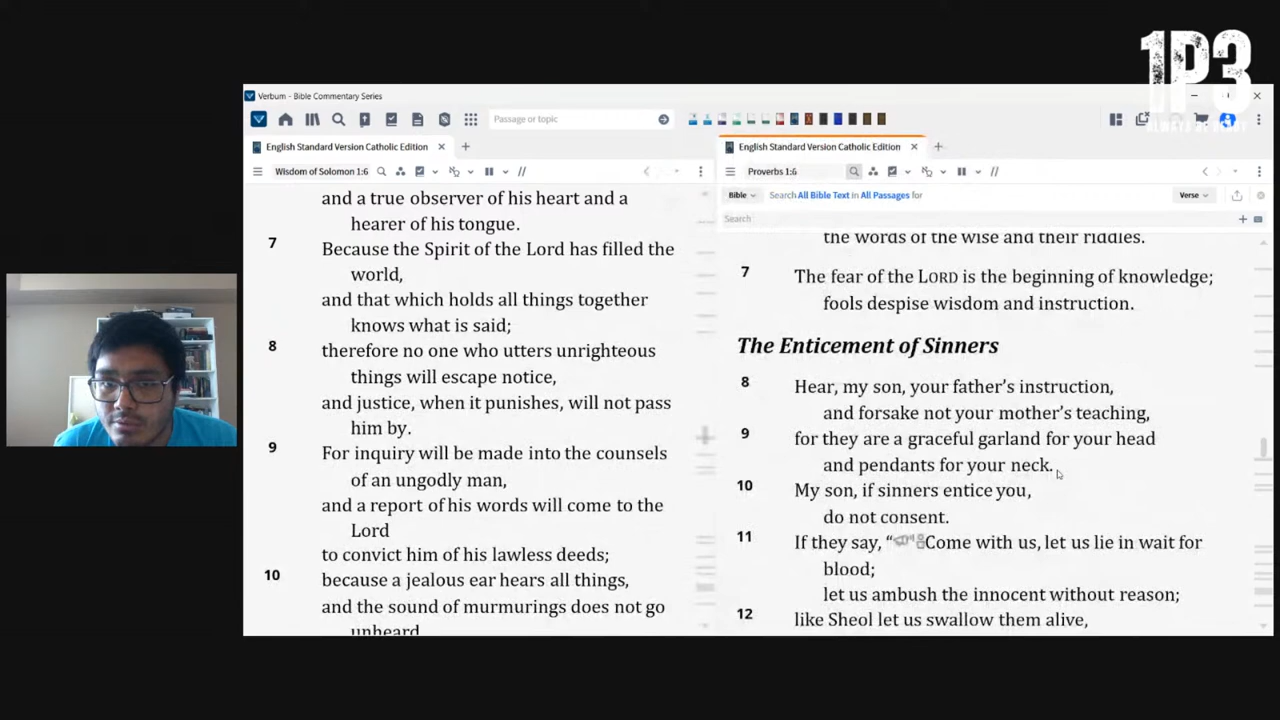 1P3
ALWAYS BE READY
Verbum - Bible Commentary Series
Passage or topic
English Standard Version Catholic Edition
Wisdom of Solomon 1:6
and a true observer of his heart and a
hearer of his tongue.
7 Because the Spirit of the Lord has filled the
world,
and that which holds all things together
knows what is said;
8 therefore no one who utters unrighteous
things will escape notice,
and justice, when it punishes, will not pass
him by.
9 For inquiry will be made into the counsels
of an ungodly man,
and a report of his words will come to the
Lord
to convict him of his lawless deeds;
10 because a jealous ear hears all things,
and the sound of murmurings does not go
unheard
English Standard Version Catholic Edition
Proverbs 1:6
Bible Search All Bible Text in All Passages for Verse
Search
the words of the wise and their riddles.
7 The fear of the LORD is the beginning of knowledge;
fools despise wisdom and instruction.
The Enticement of Sinners
8 Hear, my son, your father’s instruction,
and forsake not your mother’s teaching,
9 for they are a graceful garland for your head
and pendants for your neck.
10 My son, if sinners entice you,
do not consent.
11 If they say, “Come with us, let us lie in wait for
blood;
let us ambush the innocent without reason;
12 like Sheol let us swallow them alive,